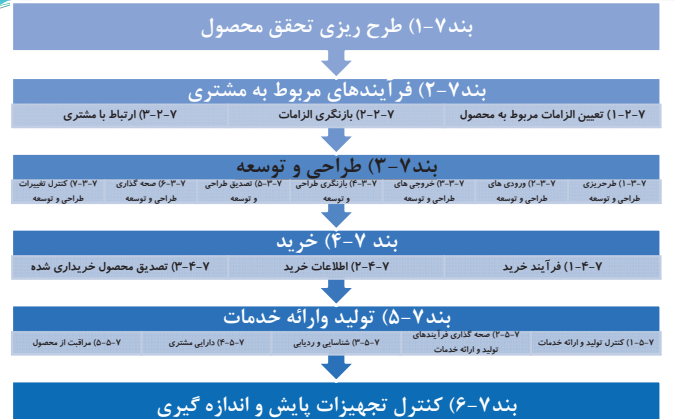 بند۷-۱) طرح ریزی تحقق محصول
بند۷-۲) فرآیندهای مربوط به مشتری
۷-۲-۱) تعیین الزامات مربوط به محصول
۷-۲-۲) بازنگری الزامات
۷-۲-۳) ارتباط با مشتری
بند۷-۳) طراحی و توسعه
۷-۳-۱) طرحریزی
طراحی و توسعه
۷-۳-۲) ورودی های
طراحی و توسعه
۷-۳-۳) خروجی های
طراحی و توسعه
۷-۳-۴) بازنگری طراحی
و توسعه
۷-۳-۵) تصدیق طراحی
و توسعه
۷-۳-۶) صحه گذاری
طراحی و توسعه
۷-۳-۷) کنترل تغییرات
طراحی و توسعه
بند ۷-۴) خرید
۷-۴-۱) فرآیند خرید
۷-۴-۲) اطلاعات خرید
۷-۴-۳) تصدیق محصول خریداری شده
بند۷-۵) تولید وارائه خدمات
۷-۵-۱) کنترل تولید و ارائه خدمات
۷-۵-۲) صحه گذاری فرآیندهای
تولید و ارائه خدمات
۷-۵-۳) شناسایی و ردیابی
۷-۵-۴) دارایی مشتری
۷-۵-۵) مراقبت از محصول
بند۷-۶) کنترل تجهیزات پایش و اندازه گیری